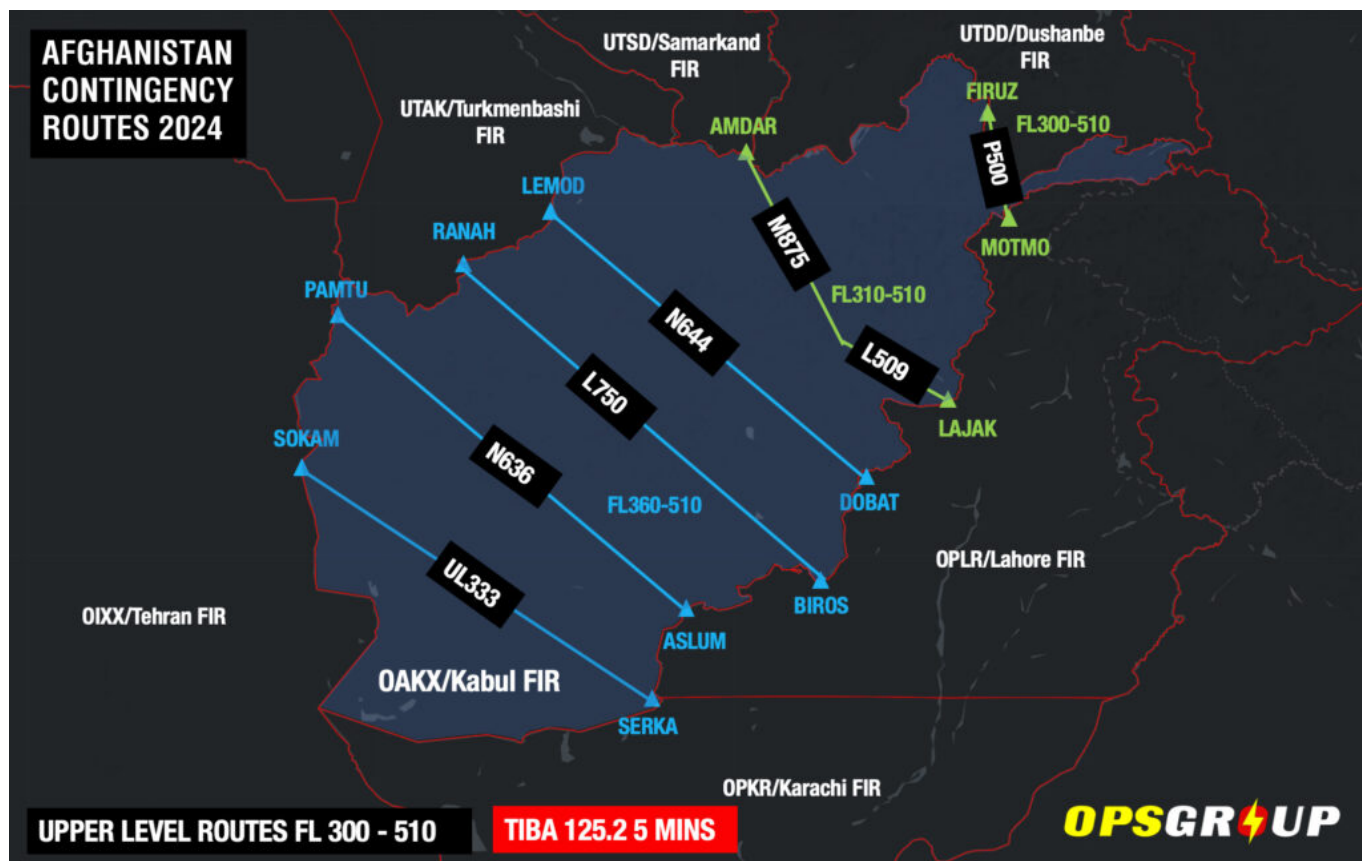 AFGHANISTAN
CONTINGENCY
ROUTES 2024
UTSD/Samarkand
FIR
UTDD/Dushanbe
FIR
UTAK/Turkmenbashi
FIR
FIRUZ
AMDAR
FL300-510
P500
LEMOD
MOTMO
RANAH
M875
PAMTU
FL310-510
N644
L509
L750
LAJAK
SOKAM
N636
FL360-510
DOBAT
OPLR/Lahore FIR
UL333
OIXX/Tehran FIR
BIROS
ASLUM
OAKX/Kabul FIR
SERKA
OPKR/Karachi FIR
UPPER LEVEL ROUTES FL 300 - 510
TIBA 125.2 5 MINS
OPSGROUP